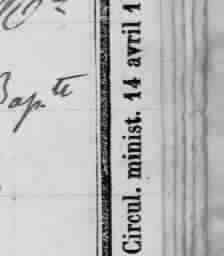 Bapte
Circul. minist. 14 avril 1